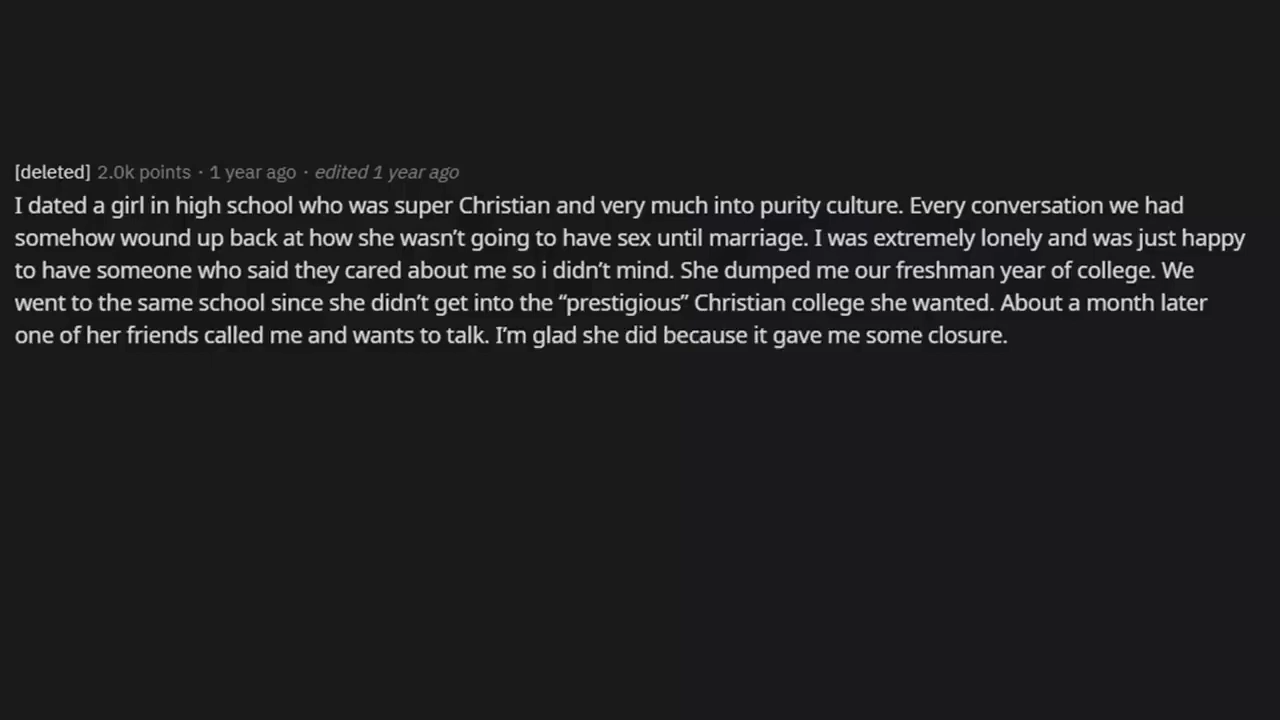 [deleted] 2.0k points · 1 year ago · edited 1 year ago
I dated a girl in high school who was super Christian and very much into purity culture. Every conversation we had
somehow wound up back at how she wasn’t going to have sex until marriage. I was extremely lonely and was just happy
to have someone who said they cared about me so i didn’t mind. She dumped me our freshman year of college. We
went to the same school since she didn’t get into the “prestigious” Christian college she wanted. About a month later
one of her friends called me and wants to talk. I’m glad she did because it gave me some closure.